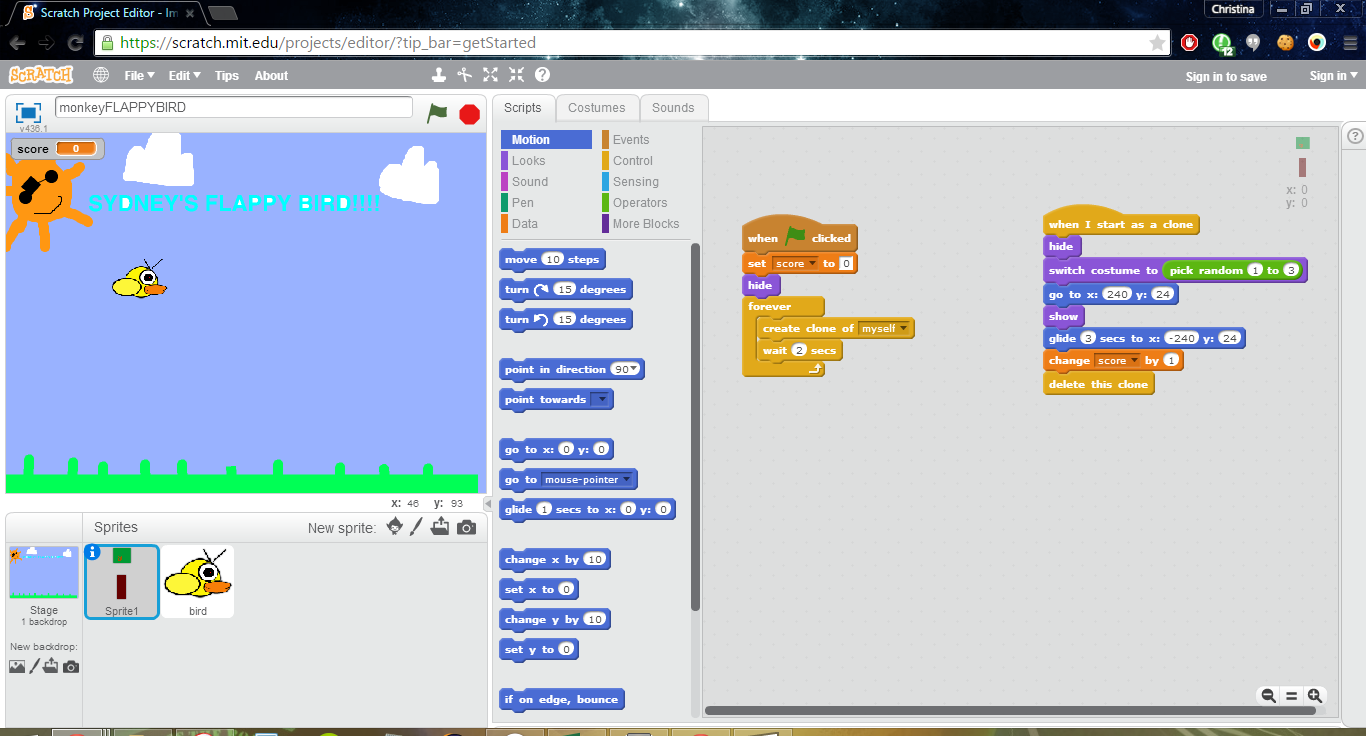 Scratch Project Editor - Im
Christina
https://scratch.mit.edu/projects/editor/?tip_bar=getStarted
12
SCRATCH
File
Edit
Tips
About
Sign in to save
Sign in
v436.1
monkeyFLAPPYBIRD
Scripts
Costumes
Sounds
score 0
SYDNEY'S FLAPPY BIRD!!!!
Motion
Events
Looks
Control
Sound
Sensing
Pen
Operators
Data
More Blocks
move 10 steps
turn 15 degrees
turn 15 degrees
point in direction 90
point towards
go to x: 0 y: 0
go to mouse-pointer
glide 1 secs to x: 0 y: 0
change x by 10
set x to 0
change y by 10
set y to 0
if on edge, bounce
when clicked
set score to 0
hide
forever
create clone of myself
wait 2 secs
when I start as a clone
hide
switch costume to pick random 1 to 3
go to x: 240 y: 24
show
glide 3 secs to x: -240 y: 24
change score by 1
delete this clone
x: 0
y: 0
x: 46 y: 93
Sprites
New sprite:
Stage
1 backdrop
New backdrop:
Sprite1
bird